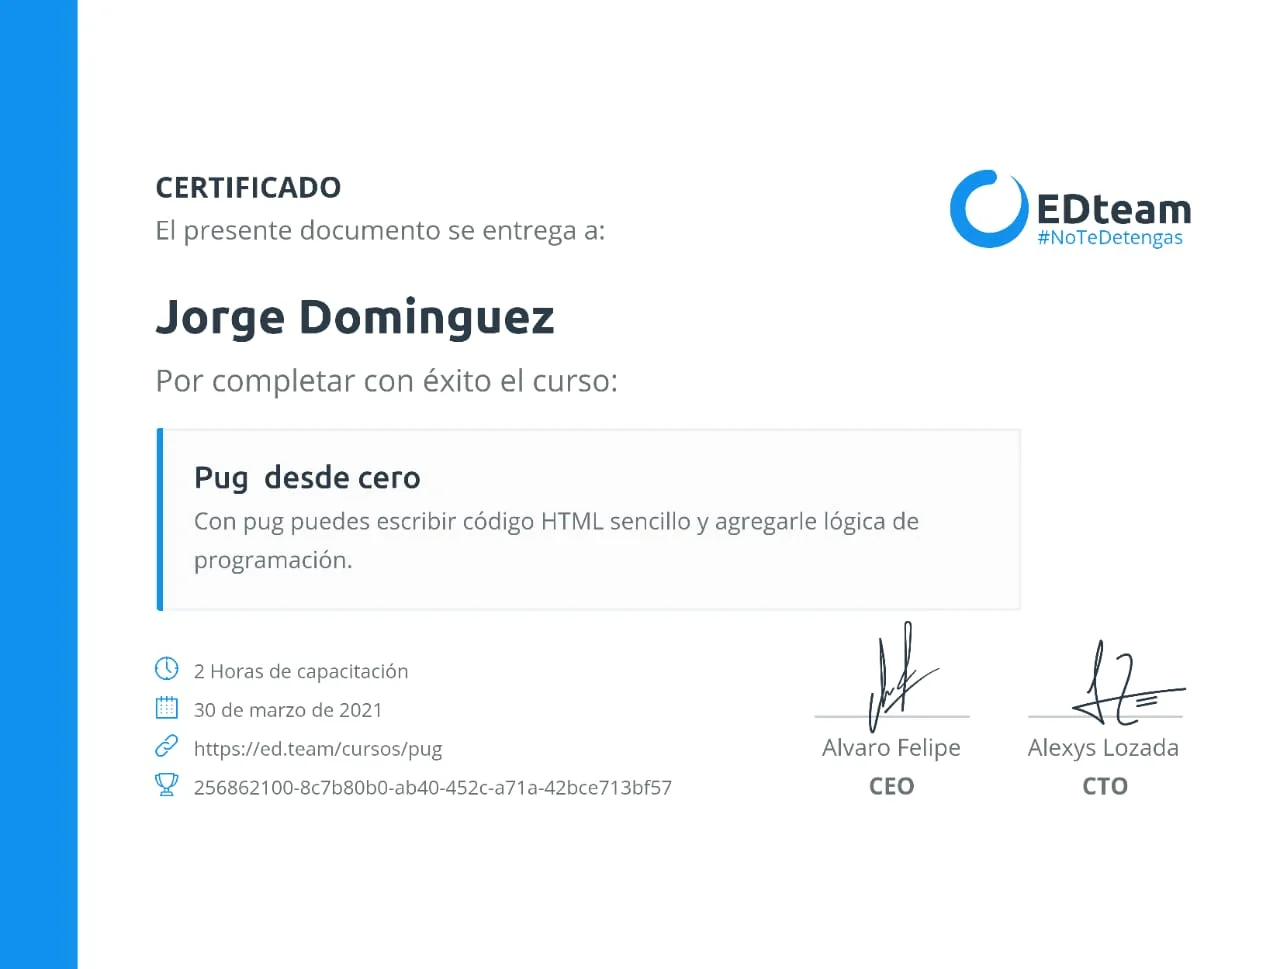 CERTIFICADO
El presente documento se entrega a:
EDteam
#NoTeDetengas
Jorge Dominguez
Por completar con éxito el curso:
Pug desde cero
Con pug puedes escribir código HTML sencillo y agregarle lógica de
programación.
2 Horas de capacitación
30 de marzo de 2021
https://ed.team/cursos/pug
256862100-8c7b80b0-ab40-452c-a71a-42bce713bf57
Alvaro Felipe
CEO
Alexys Lozada
CTO